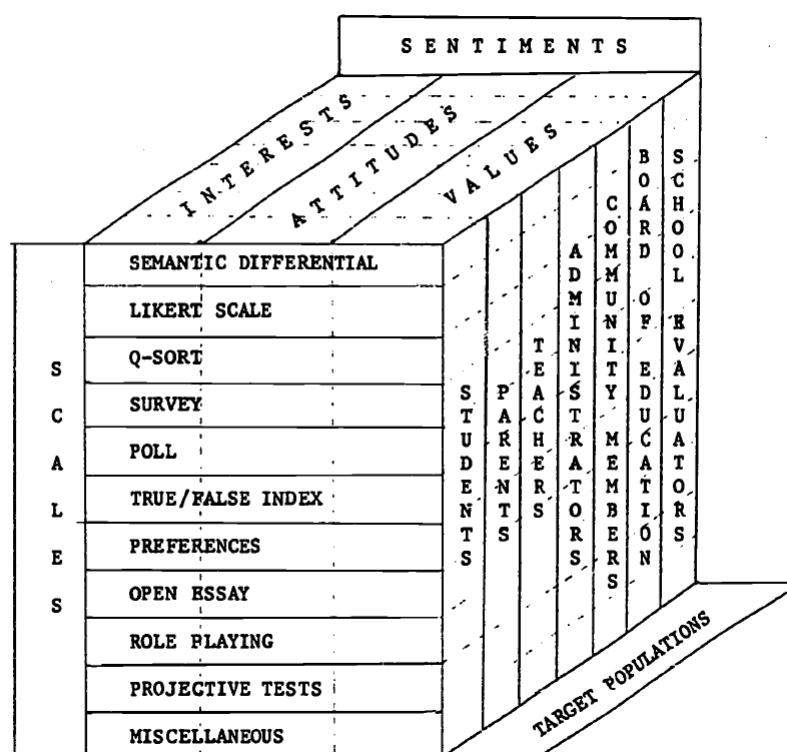 SENTIMENTS
INTERESTS
ATTITUDES
VALUES
SCALES
SEMANTIC DIFFERENTIAL
LIKERT SCALE
Q-SORT
SURVEY
POLL
TRUE/FALSE INDEX
PREFERENCES
OPEN ESSAY
ROLE PLAYING
PROJECTIVE TESTS
MISCELLANEOUS
STUDENTS
PARENTS
TEACHERS
ADMINISTRATORS
COMMUNITY MEMBERS
BOARD OF EDUCATION
SCHOOL EVALUATORS
TARGET POPULATIONS